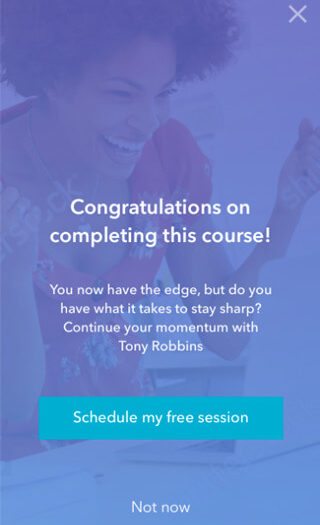 Congratulations on
completing this course!
You now have the edge, but do you
have what it takes to stay sharp?
Continue your momentum with
Tony Robbins
Schedule my free session
Not now